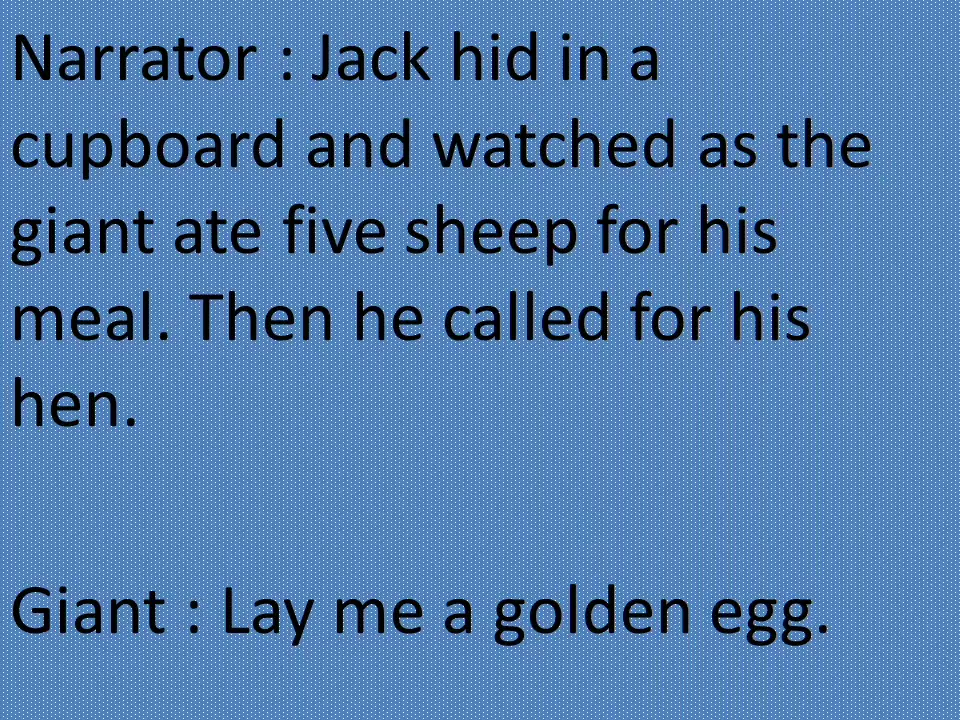 Narrator : Jack hid in a
cupboard and watched as the
giant ate five sheep for his
meal. Then he called for his
hen.
Giant : Lay me a golden egg.